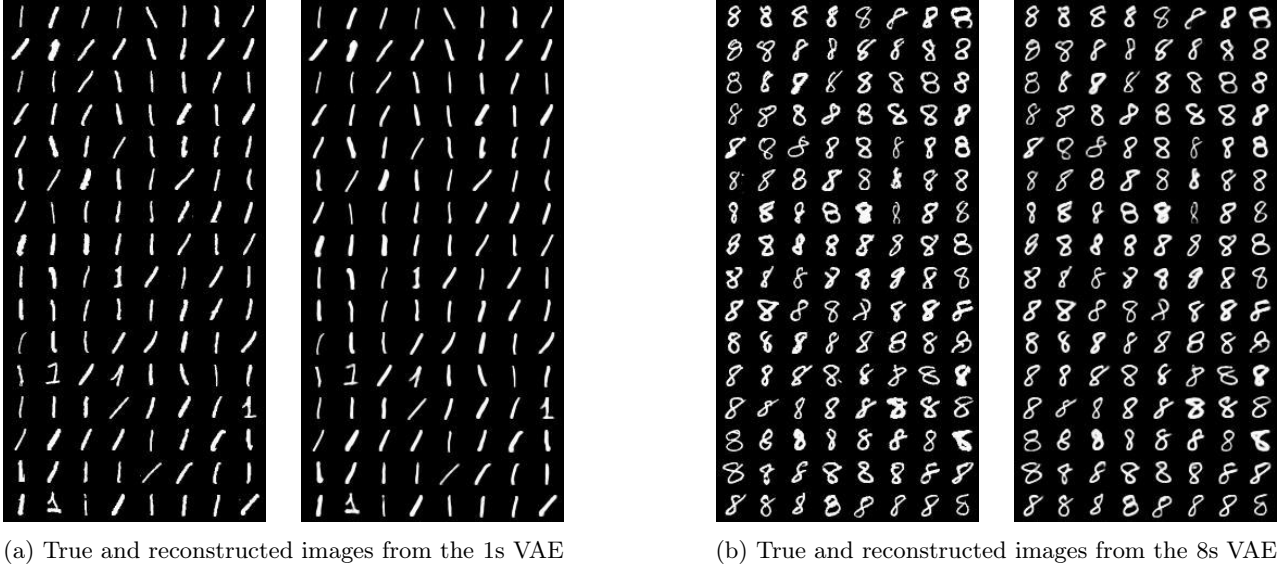 (a) True and reconstructed images from the 1s VAE
(b) True and reconstructed images from the 8s VAE